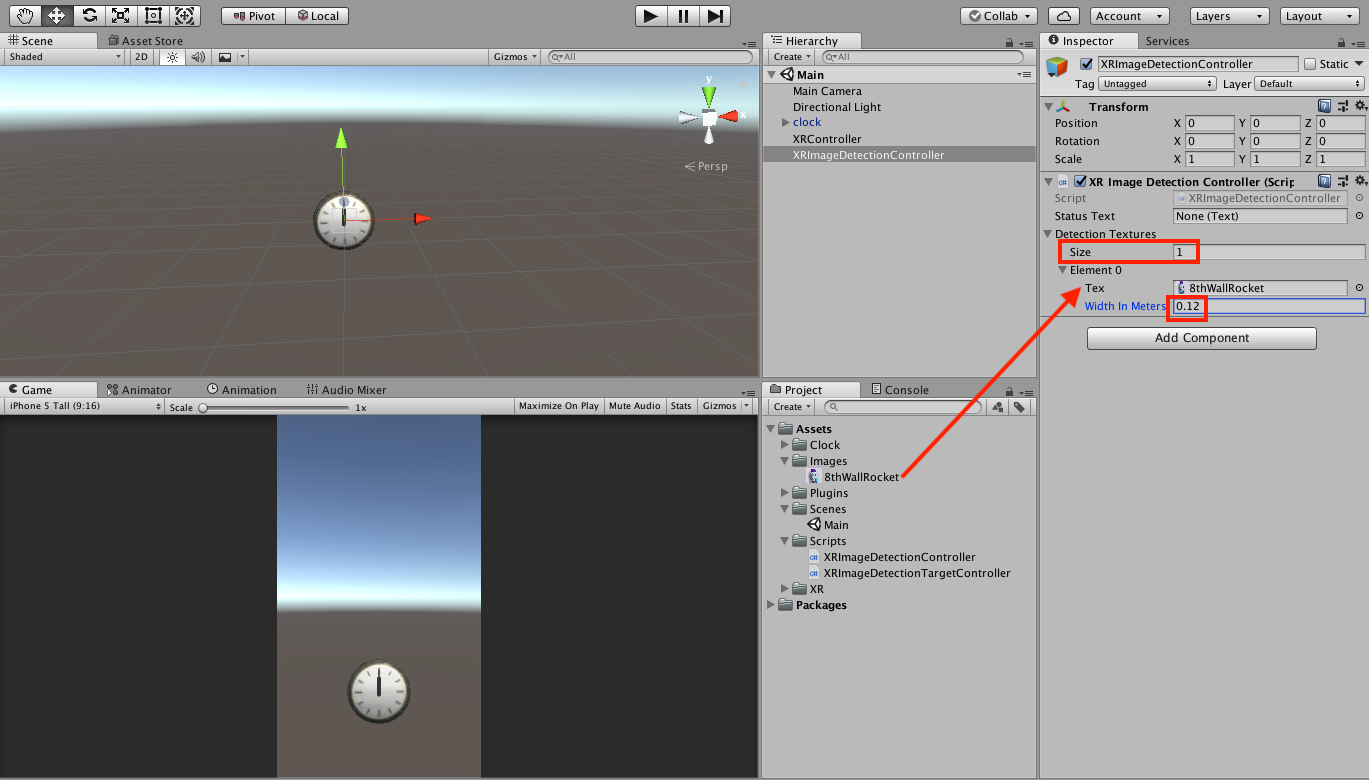 Pivot Local Collab Account Layers Layout
Scene Asset Store
Shaded 2D Gizmos All
y
x
Persp
Hierarchy
Create All
Main
Main Camera
Directional Light
clock
XRController
XRImageDetectionController
Inspector Services
XRImageDetectionController Static
Tag Untagged Layer Default
Transform
Position X 0 Y 0 Z 0
Rotation X 0 Y 0 Z 0
Scale X 1 Y 1 Z 1
XR Image Detection Controller (Scrip
Script XRImageDetectionController
Status Text None (Text)
Detection Textures
Size 1
Element 0
Tex 8thWallRocket
Width In Meters 0.12
Add Component
Game Animator Animation Audio Mixer
iPhone 5 Tall (9:16) Scale 1x Maximize On Play Mute Audio Stats Gizmos
Project Console
Create
Assets
Clock
Images
8thWallRocket
Plugins
Scenes
Main
Scripts
C# XRImageDetectionController
C# XRImageDetectionTargetController
XR
Packages